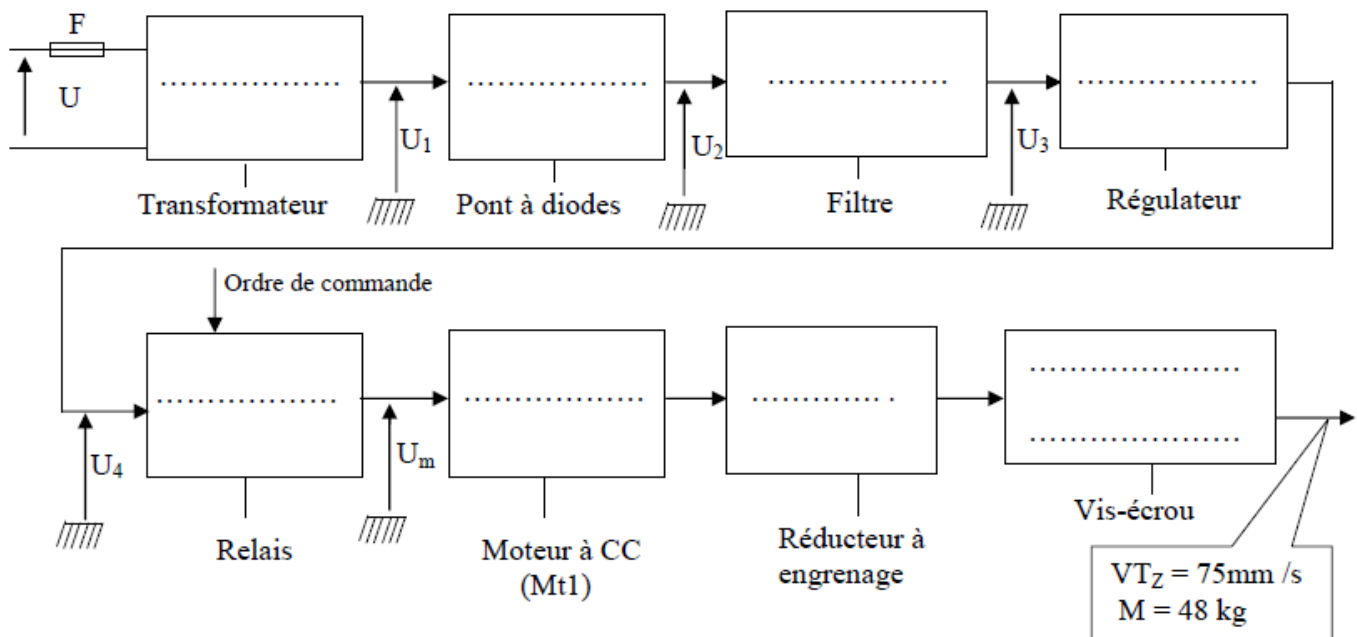 F
U
....................
U1
....................
U2
....................
U3
....................
Transformateur
Pont à diodes
Filtre
Régulateur
Ordre de commande
U4
....................
Um
....................
............... .
........................
........................
Relais
Moteur à CC
(Mt1)
Réducteur à
engrenage
Vis-écrou
VTZ = 75mm /s
M = 48 kg